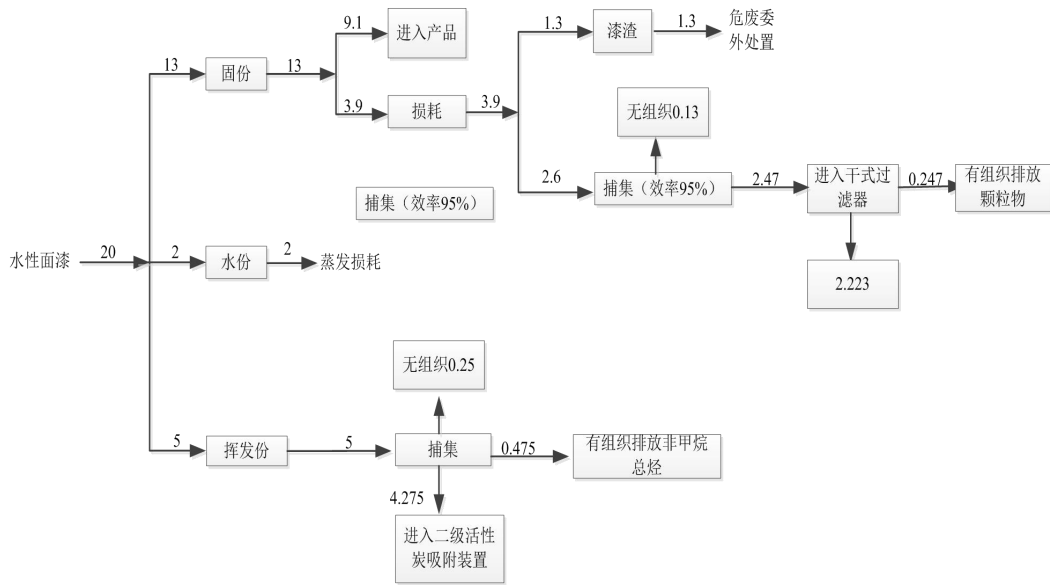 9.1
进入产品
1.3
漆渣
1.3
危废委
外处置
13
固份
13
3.9
损耗
3.9
无组织0.13
2.6
捕集（效率95%）
2.47
进入干式过
滤器
0.247
有组织排放
颗粒物
捕集（效率95%）
水性面漆
20
2
水份
2
蒸发损耗
2.223
无组织0.25
5
挥发份
5
捕集
0.475
有组织排放非甲烷
总烃
4.275
进入二级活性
炭吸附装置